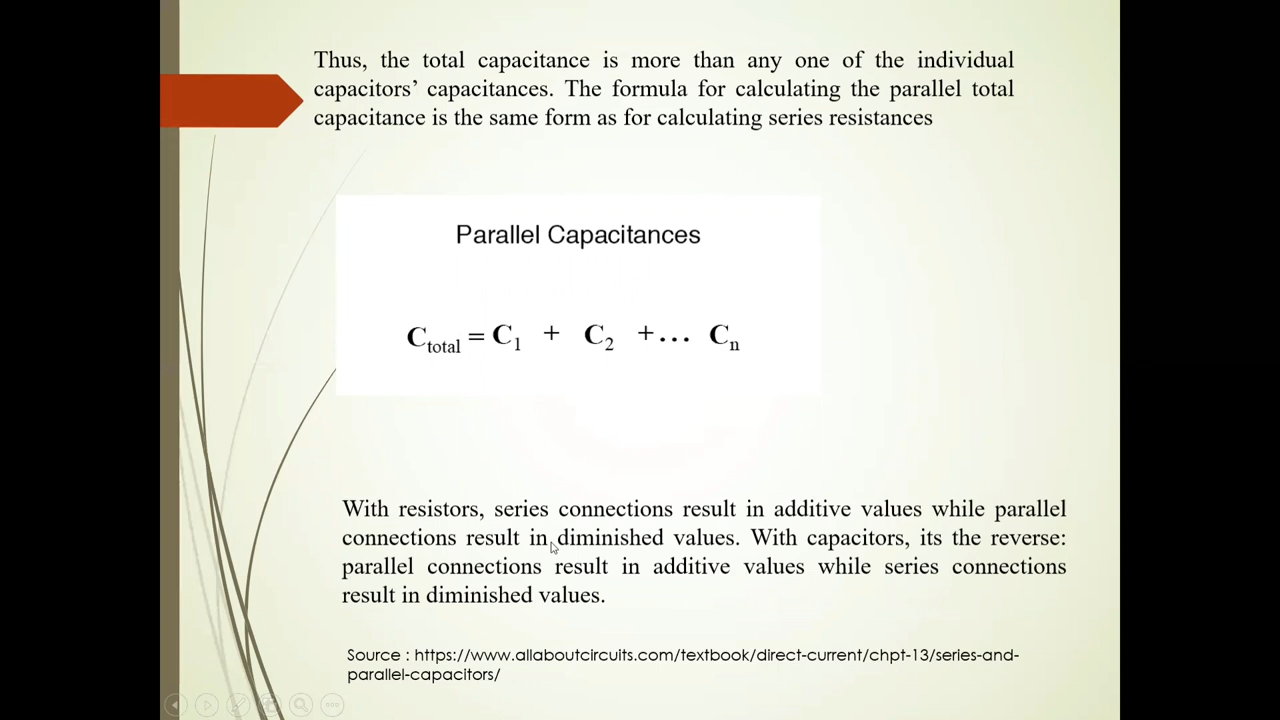 Thus, the total capacitance is more than any one of the individual
capacitors’ capacitances. The formula for calculating the parallel total
capacitance is the same form as for calculating series resistances
Parallel Capacitances
C_total = C_1 + C_2 +... C_n
With resistors, series connections result in additive values while parallel
connections result in diminished values. With capacitors, its the reverse:
parallel connections result in additive values while series connections
result in diminished values.
Source : https://www.allaboutcircuits.com/textbook/direct-current/chpt-13/series-and-
parallel-capacitors/